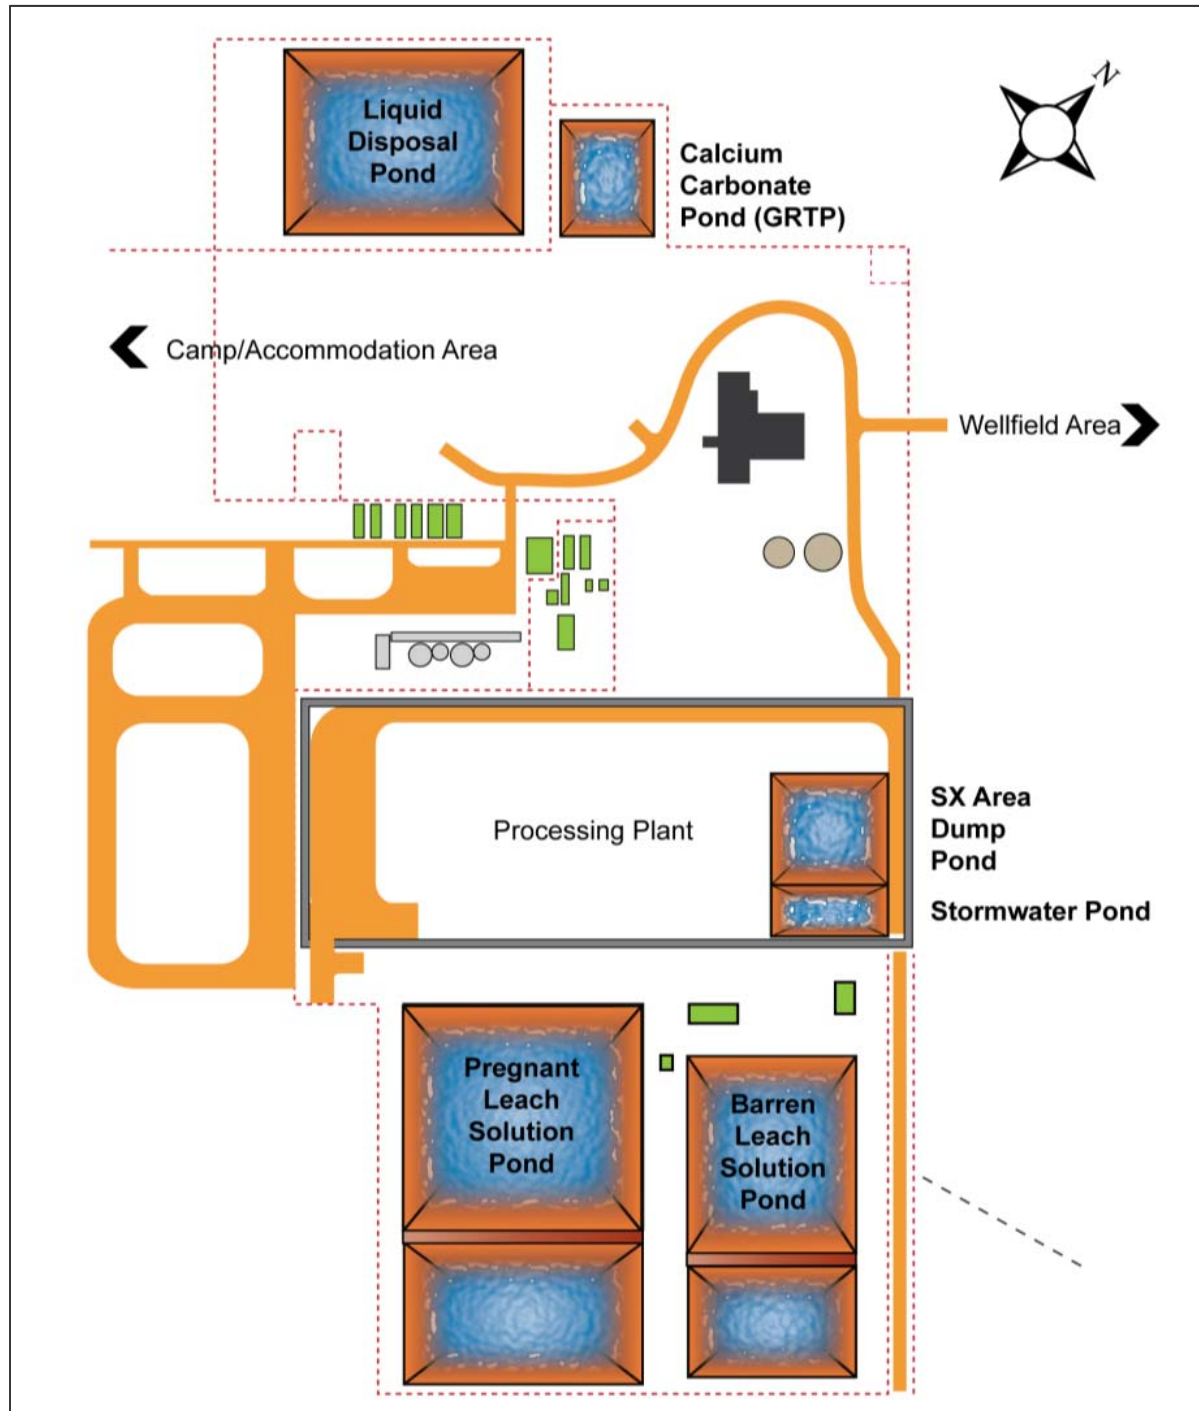 N
Liquid
Disposal
Pond
Calcium
Carbonate
Pond (GRTP)
Camp/Accommodation Area
Wellfield Area
Processing Plant
SX Area
Dump
Pond
Stormwater Pond
Pregnant
Leach
Solution
Pond
Barren
Leach
Solution
Pond